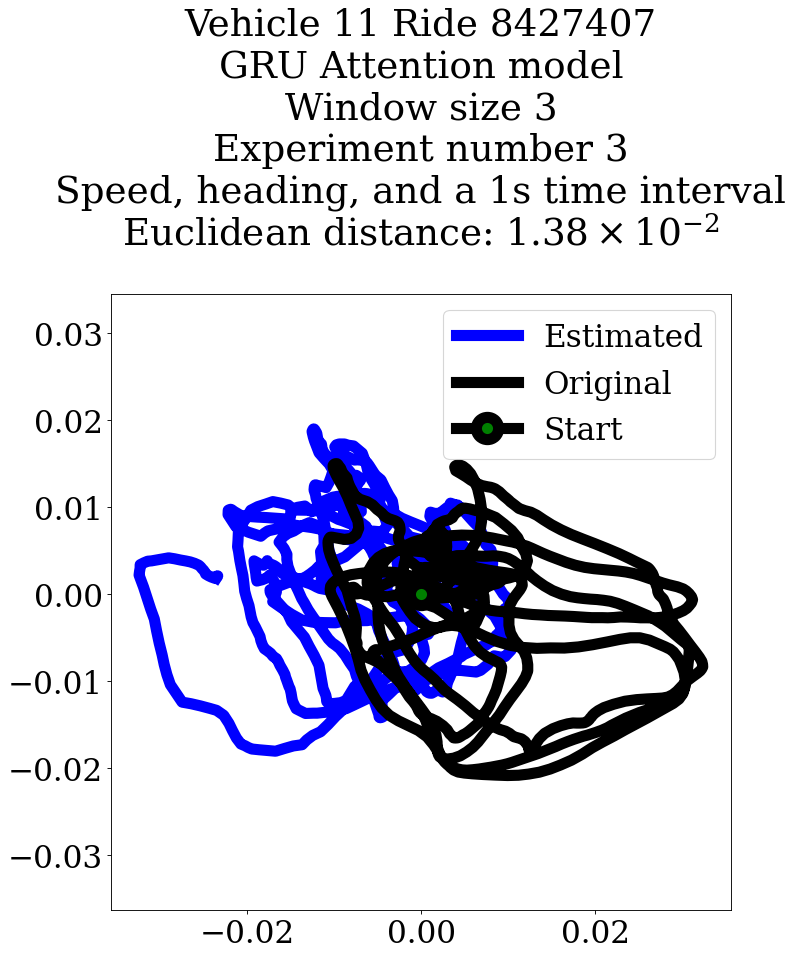 Vehicle 11 Ride 8427407
GRU Attention model
Window size 3
Experiment number 3
Speed, heading, and a 1s time interval
Euclidean distance: 1.38 × 10⁻²
Estimated
Original
Start
0.03
0.02
0.01
0.00
−0.01
−0.02
−0.03
−0.02
0.00
0.02